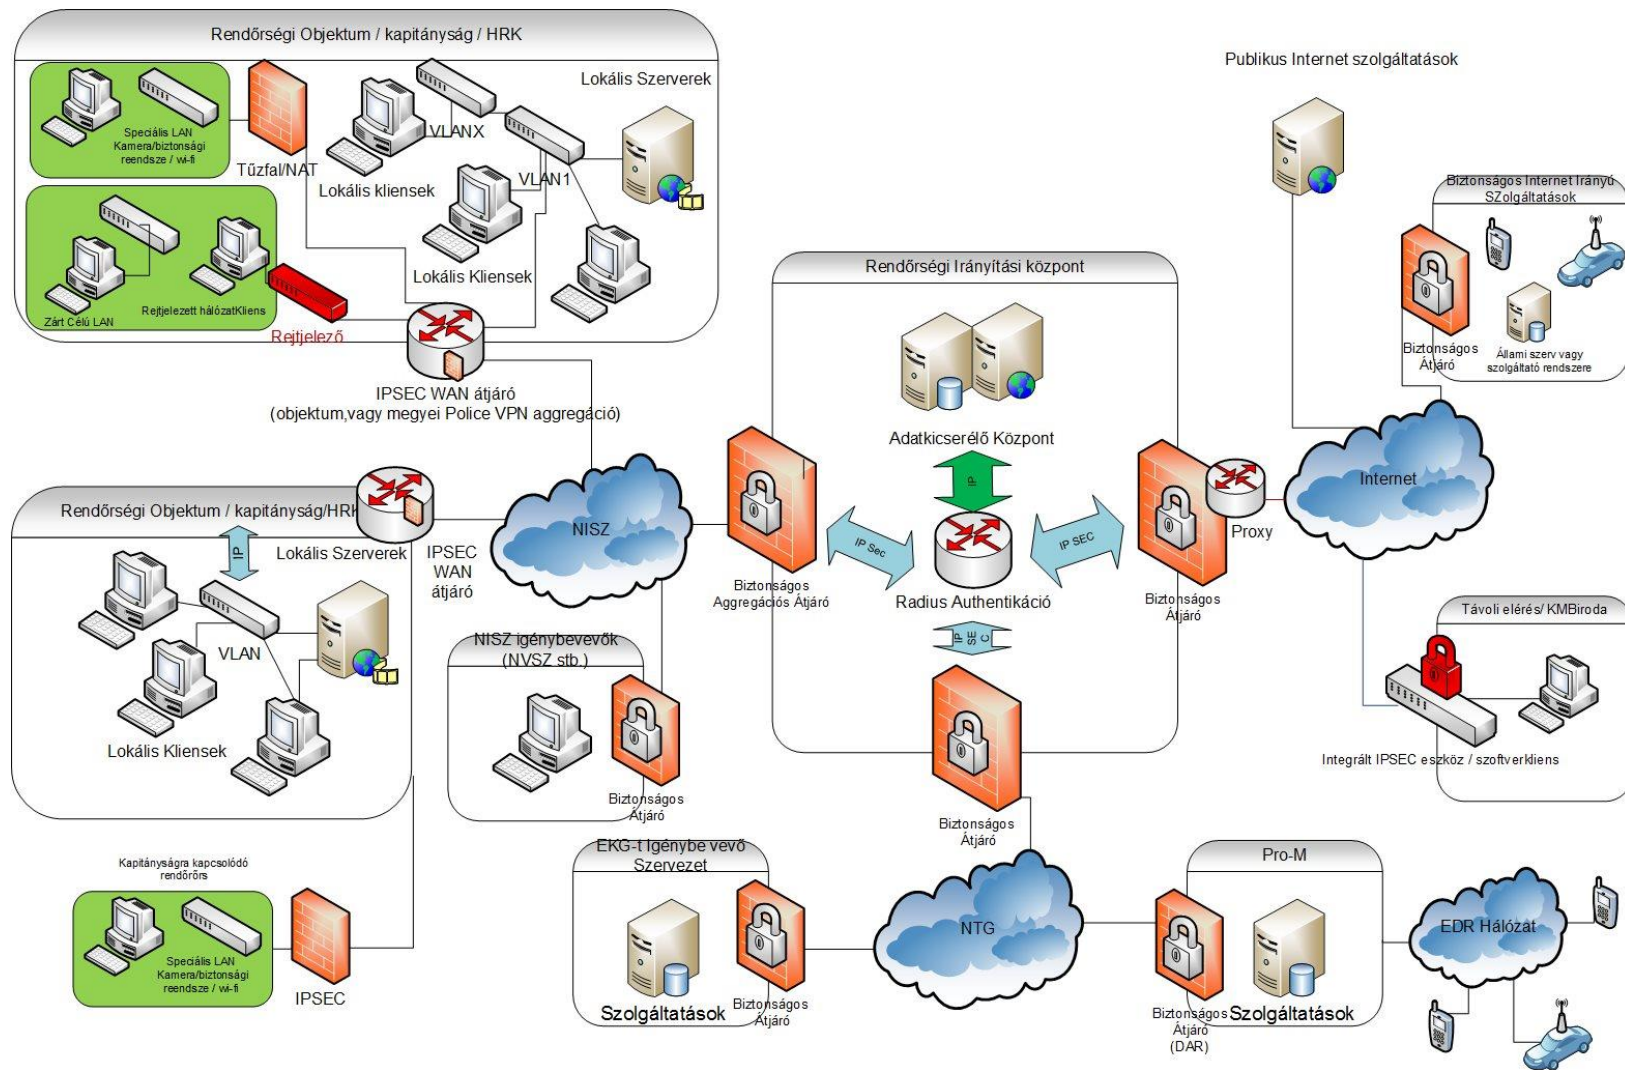 Rendőrségi Objektum / kapitányság / HRK
Speciális LAN
Kamera/biztonsági
reendsze / wi-fi
Tűzfal/NAT
VLANX
Lokális kliensek
VLAN1
Lokális Szerverek
Lokális Kliensek
Zárt Célú LAN
Rejtjelezett hálózatKliens
Rejtjelező
IPSEC WAN átjáró
(objektum,vagy megyei Police VPN aggregáció)
Publikus Internet szolgáltatások
Biztonságos Internet Irányú
SZolgáltatások
Biztonságos
Átjáró
Állami szerv vagy
szolgáltató rendszere
Rendőrségi Irányítási központ
Adatkicserélő Központ
IP
IP Sec
IP SEC
Radius Authentikáció
IP
SE
C
Biztonságos
Aggregációs Átjáró
Biztonságos
Átjáró
Proxy
Internet
Biztonságos
Átjáró
Rendőrségi Objektum / kapitányság/HRK
IP
Lokális Szerverek
VLAN
Lokális Kliensek
IPSEC
WAN
átjáró
NISZ
NISZ igénybevevők
(NVSZ stb.)
Biztonságos
Átjáró
Távoli elérés/ KMBiroda
Integrált IPSEC eszköz / szoftverkliens
Kapitányságra kapcsolódó
rendőrörs
Speciális LAN
Kamera/biztonsági
reendsze / wi-fi
IPSEC
EKG-t Igénybe vevő
Szervezet
Szolgáltatások
Biztonságos
Átjáró
NTG
Pro-M
Biztonságos
Átjáró
(DAR)
Szolgáltatások
EDR Hálózat